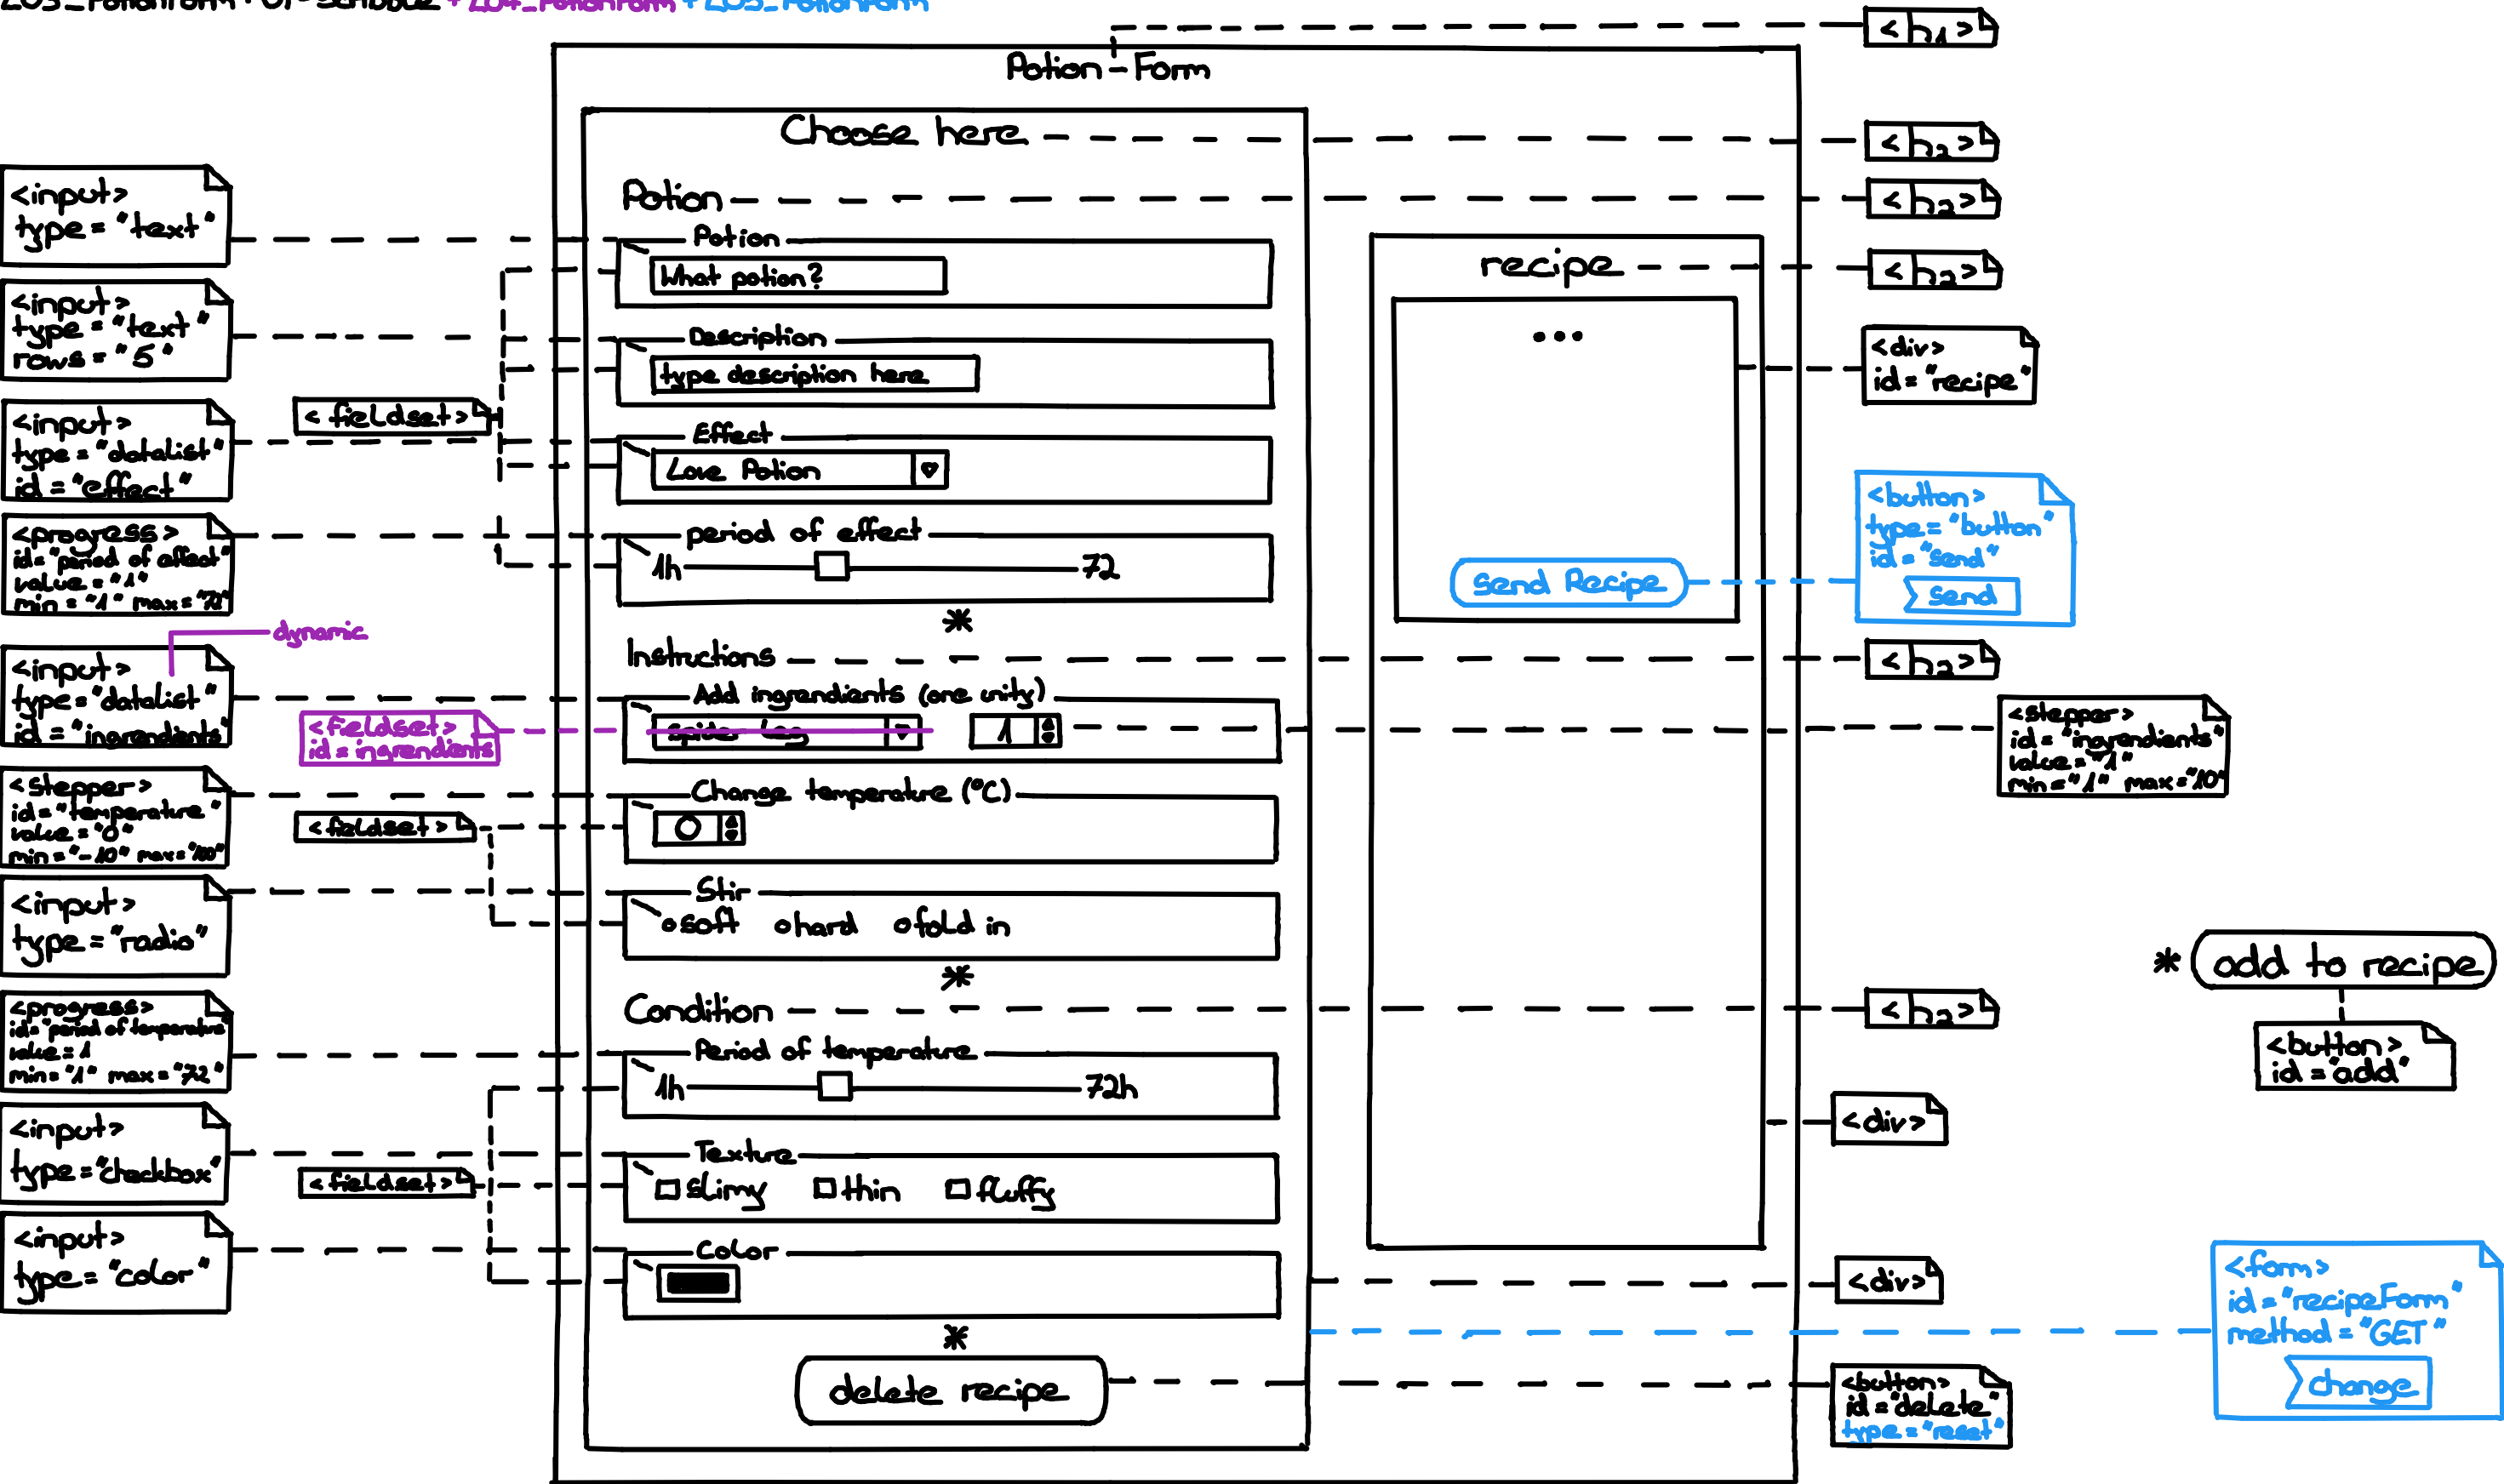 L03_PotionForm : UI - Scribble + L04_PotionForm + L05_PotionForm
<h1>
Potion - Form
Choose here
<h2>
Potion
<h2>
<input>
type = "text"
Potion
What potion?
recipe
<h2>
<input>
type = "text"
rows = "5"
Description
type description here
...
<div>
id = "recipe"
<fieldset>
<input>
type = "datalist"
id = "effect"
Effect
Love Potion
<button>
type = "button"
id = "send"
send
<progress>
id = "period of effect"
value = "1"
min = "1" max = "72"
period of effect
1h
72
Send Recipe
*
dynamic
Instructions
<h2>
<input>
type = "datalist"
id = "ingrendients
<fieldset>
id = ingrendients
Add ingrendients (one unity)
Spider Leg
1
<stepper>
id = "ingrendients"
value = "1"
min = "1" max = "10"
<stepper>
id = "temperature"
value = "0"
min = "-10" max = "100"
<fieldset>
Change temperature (°C)
0
<input>
type = "radio"
Stir
soft
hard
fold in
* add to recipe
<button>
id = "add"
*
Condition
<h2>
<progress>
id = "period of temperature
value = 1
min = "1" max = "72"
Period of temperature
1h
72h
<div>
<input>
type = "checkbox"
<fieldset>
Texture
slimy
thin
fluffy
<input>
type = "color"
Color
<div>
<form>
id = "recipeForm"
method = "GET"
change
*
delete recipe
<button>
id = "delete"
type = "reset"